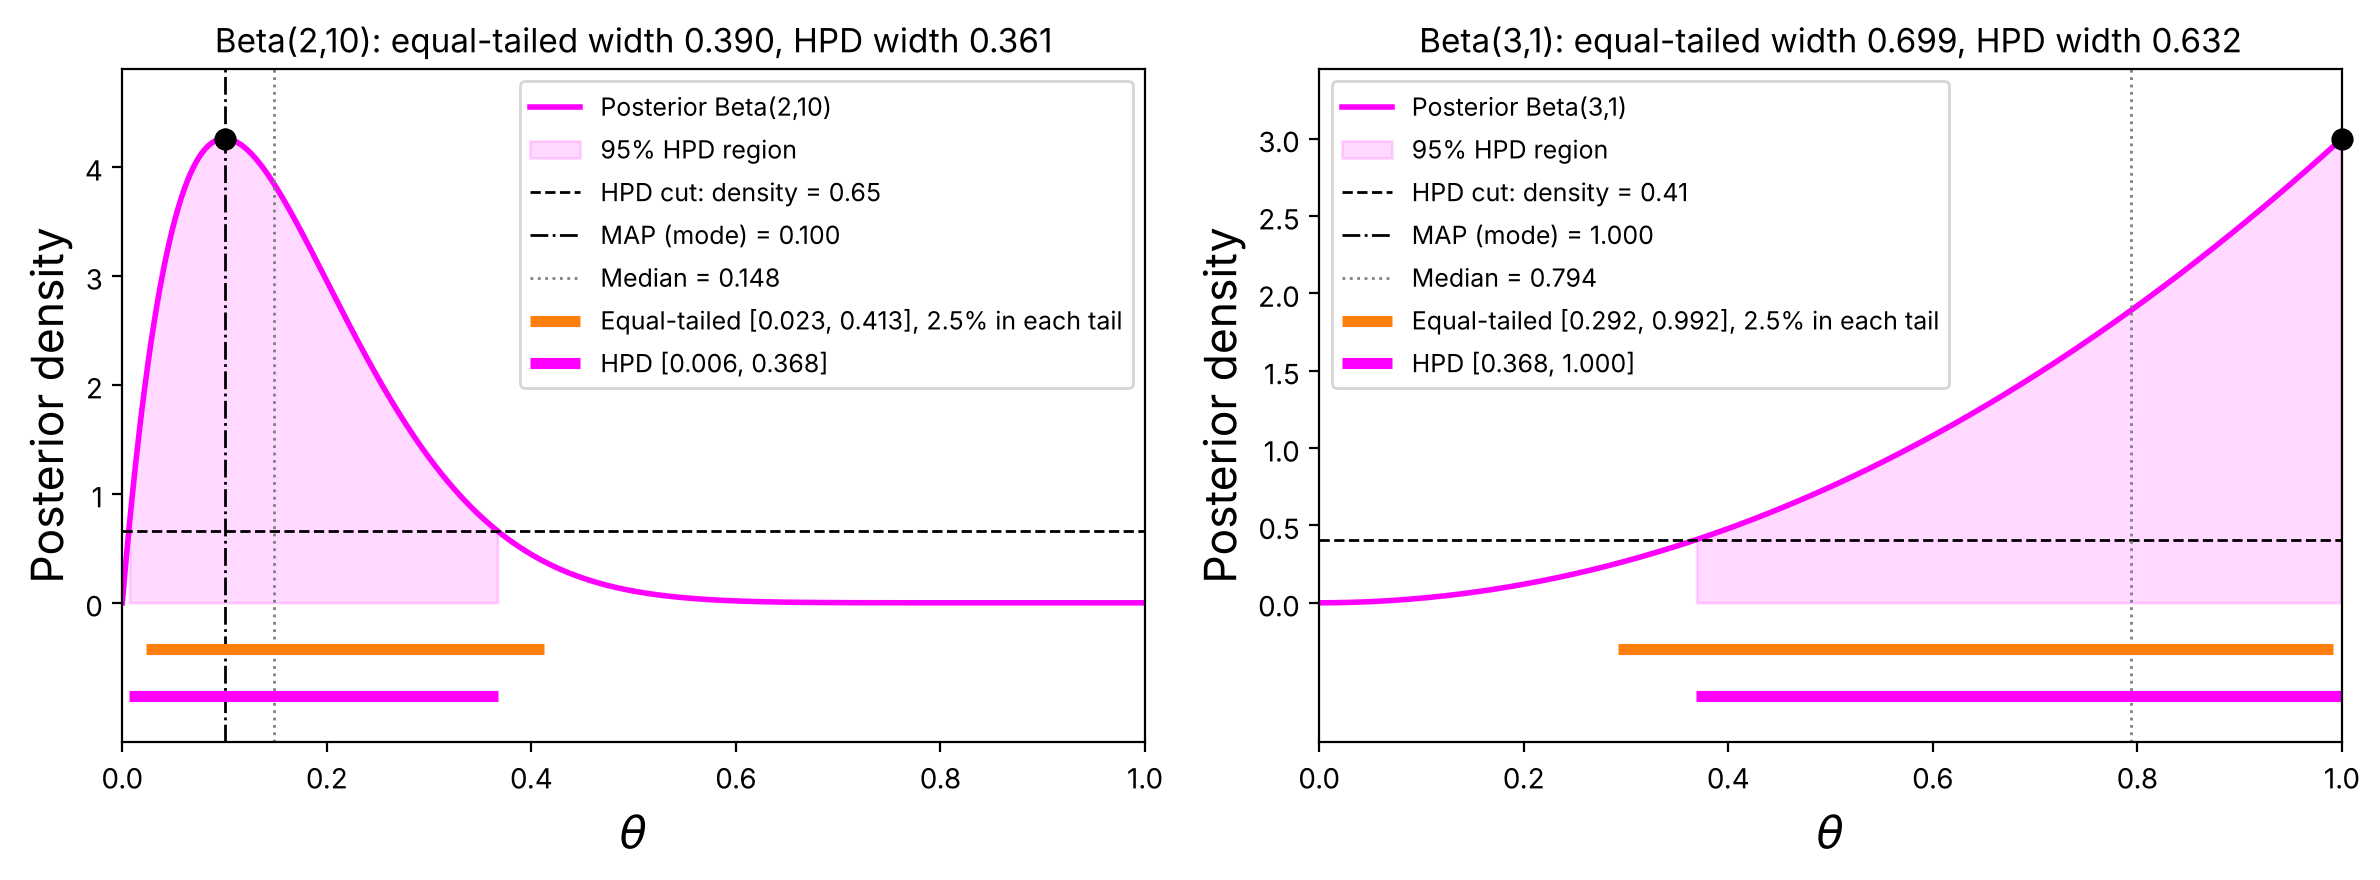 Beta(2,10): equal-tailed width 0.390, HPD width 0.361
Posterior Beta(2,10)
95% HPD region
HPD cut: density = 0.65
MAP (mode) = 0.100
Median = 0.148
Equal-tailed [0.023, 0.413], 2.5% in each tail
HPD [0.006, 0.368]
Posterior density
4
3
2
1
0
0.0 0.2 0.4 0.6 0.8 1.0
θ
Beta(3,1): equal-tailed width 0.699, HPD width 0.632
Posterior Beta(3,1)
95% HPD region
HPD cut: density = 0.41
MAP (mode) = 1.000
Median = 0.794
Equal-tailed [0.292, 0.992], 2.5% in each tail
HPD [0.368, 1.000]
Posterior density
3.0
2.5
2.0
1.5
1.0
0.5
0.0
0.0 0.2 0.4 0.6 0.8 1.0
θ